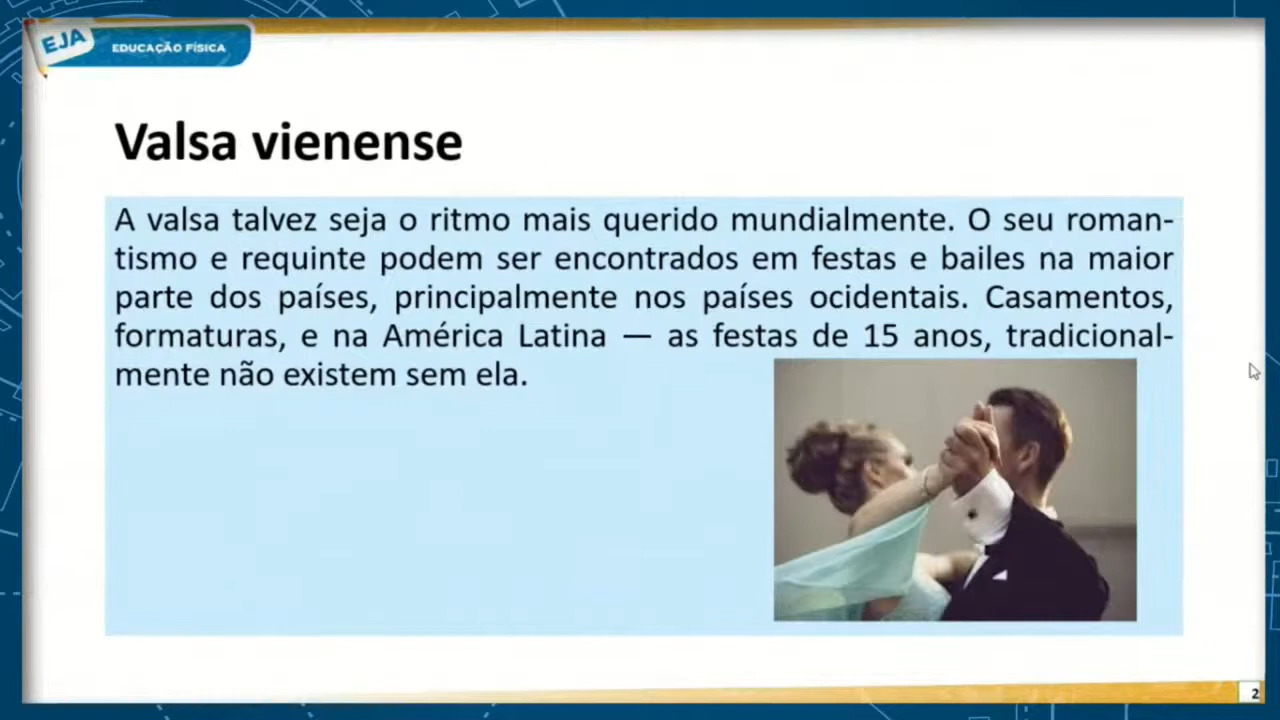 EJA
EDUCAÇÃO FÍSICA
Valsa vienense
A valsa talvez seja o ritmo mais querido mundialmente. O seu roman-
tismo e requinte podem ser encontrados em festas e bailes na maior
parte dos países, principalmente nos países ocidentais. Casamentos,
formaturas, e na América Latina — as festas de 15 anos, tradicional-
mente não existem sem ela.
2